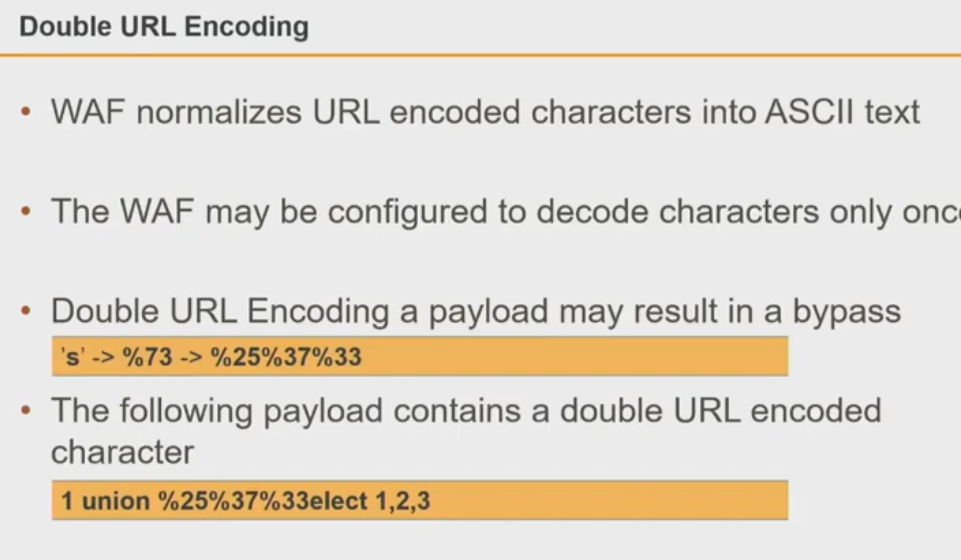 Double URL Encoding
• WAF normalizes URL encoded characters into ASCII text
• The WAF may be configured to decode characters only once
• Double URL Encoding a payload may result in a bypass
's' -> %73 -> %25%37%33
• The following payload contains a double URL encoded
character
1 union %25%37%33elect 1,2,3